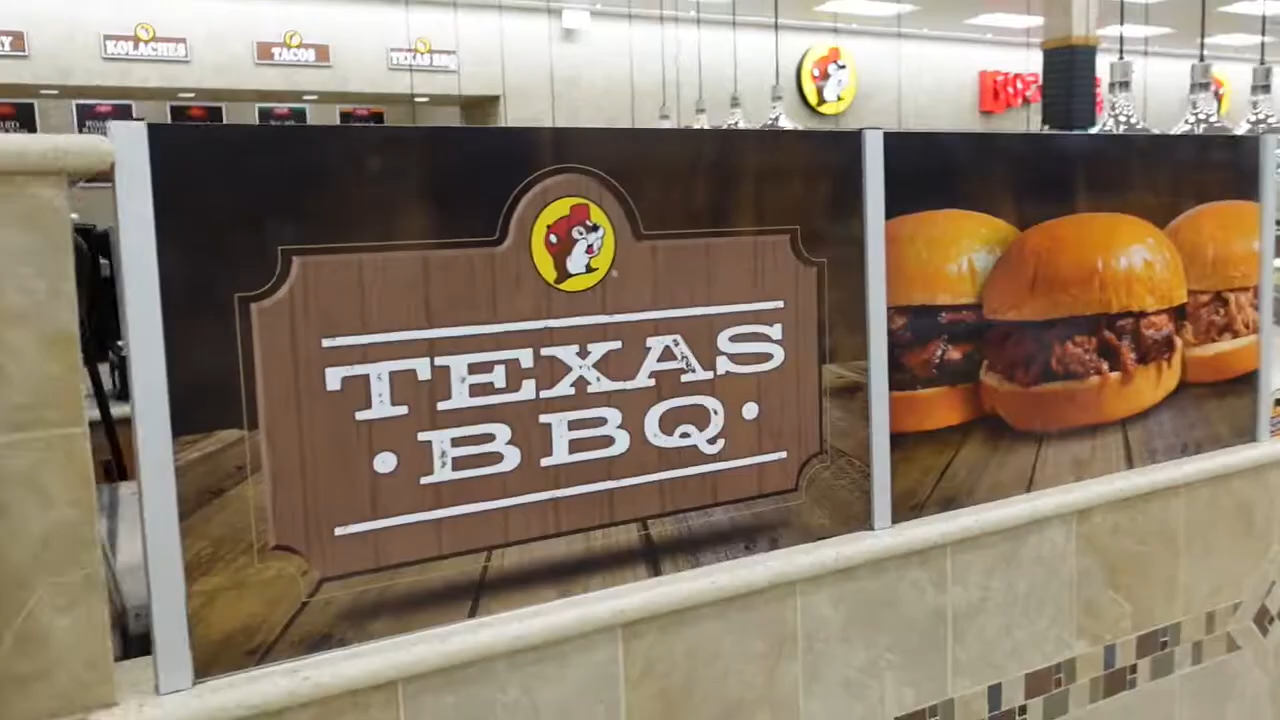 KOLACHES
TACOS
TEXAS BBQ
TEXAS
• BBQ •